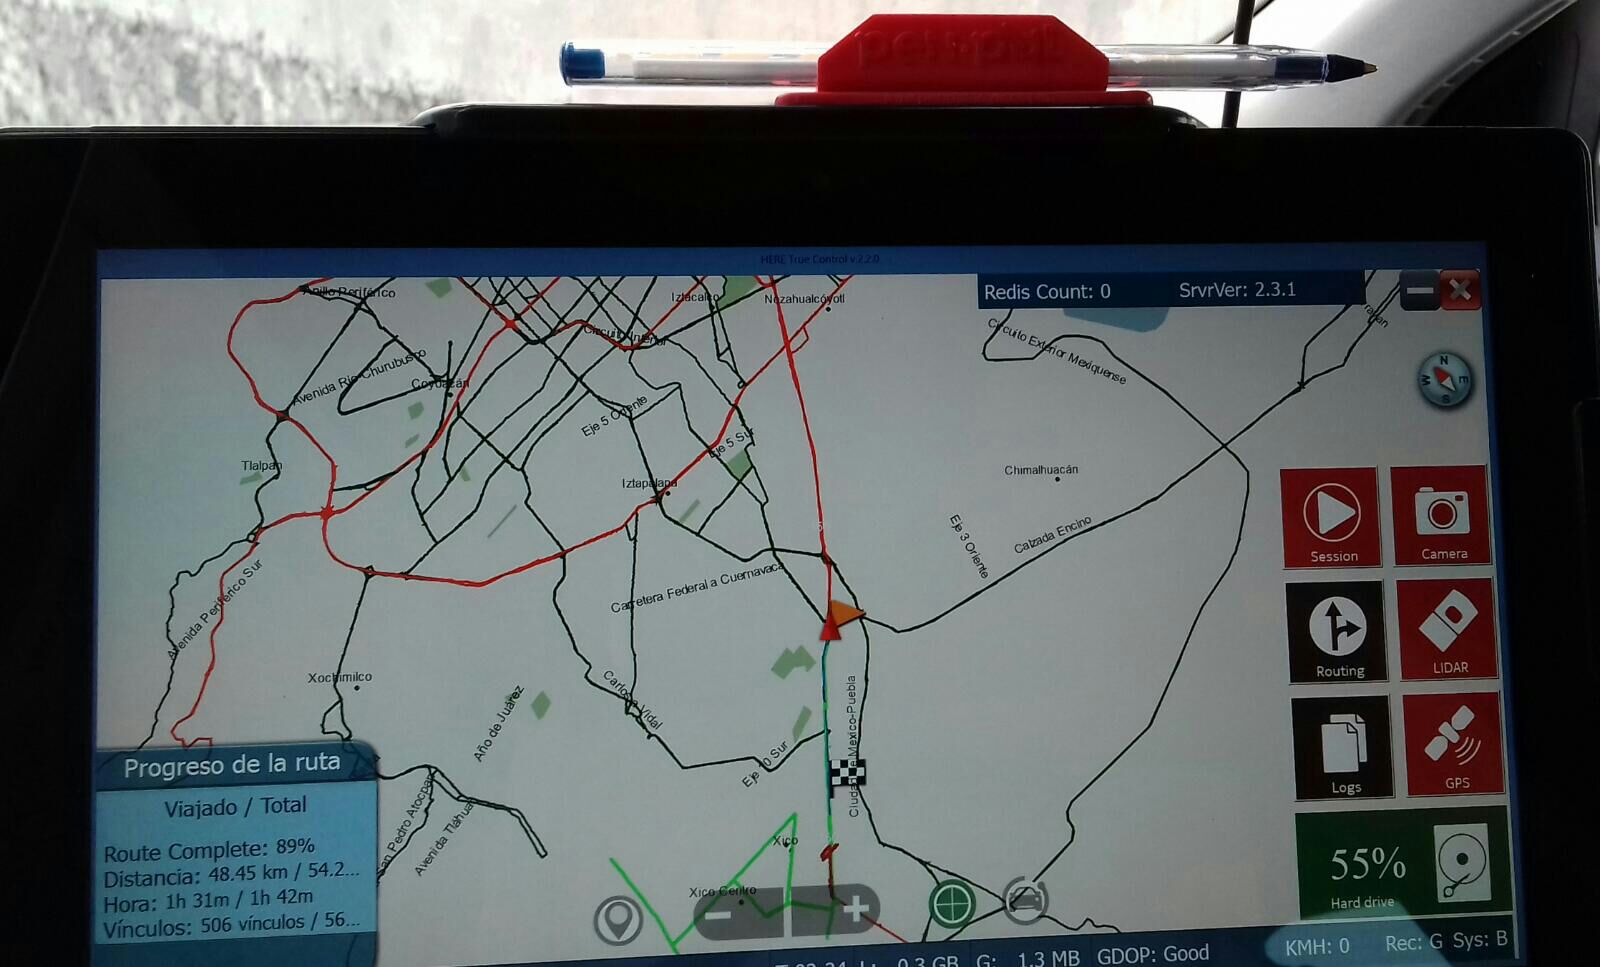 HERE True Control v.2.2.0
Redis Count: 0
SrvrVer: 2.3.1
Anillo Periférico
Iztacalco
Nezahualcóyotl
Circuito Interior
Circuito Exterior Mexiquense
Avenida Río Churubusco
Coyoacán
Eje 5 Oriente
Eje 5 Sur
N
E
S
W
Tlalpan
Iztapalapa
Chimalhuacán
Eje 3 Oriente
Calzada Encino
Carretera Federal a Cuernavaca
Avenida Periférico Sur
Xochimilco
Año de Juárez
Carlos A Vidal
Eje 10 Sur
Ciudad de Mexico-Puebla
Avenida Tláhuac
Xico
Xico Centro
Session
Camera
Routing
LIDAR
Logs
GPS
55%
Hard drive
Progreso de la ruta
Viajado / Total
Route Complete: 89%
Distancia: 48.45 km / 54.2...
Hora: 1h 31m / 1h 42m
Vínculos: 506 vínculos / 56...
0.3 GB
G: 1.3 MB
GDOP: Good
KMH: 0
Rec: G Sys: B